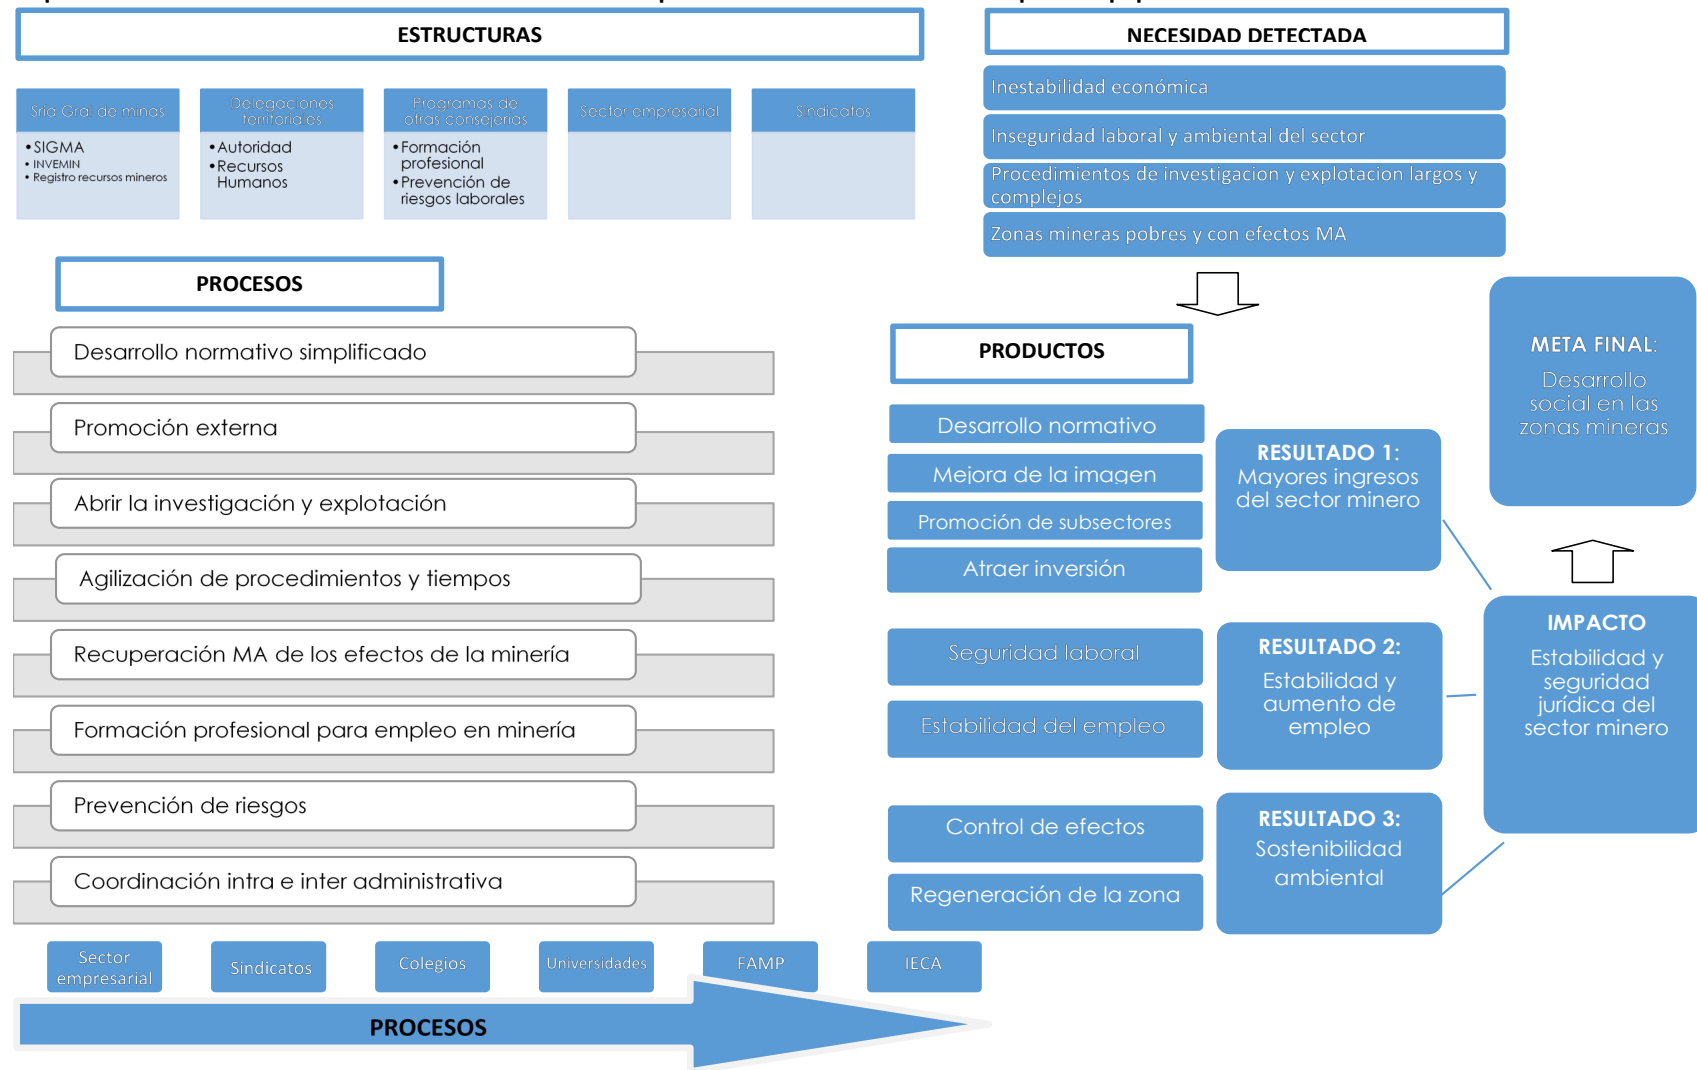 ESTRUCTURAS
Sria Gral de minas
• SIGMA
• INVEMIN
• Registro recursos mineros
Delegaciones
territoriales
• Autoridad
• Recursos
Humanos
Programas de
otras consejerias
• Formación
profesional
• Prevención de
riesgos laborales
Sector empresarial
Sindicatos
NECESIDAD DETECTADA
Inestabilidad económica
Inseguridad laboral y ambiental del sector
Procedimientos de investigacion y explotacion largos y
complejos
Zonas mineras pobres y con efectos MA
PROCESOS
Desarrollo normativo simplificado
Promoción externa
Abrir la investigación y explotación
Agilización de procedimientos y tiempos
Recuperación MA de los efectos de la minería
Formación profesional para empleo en minería
Prevención de riesgos
Coordinación intra e inter administrativa
PRODUCTOS
Desarrollo normativo
Mejora de la imagen
Promoción de subsectores
Atraer inversión
Seguridad laboral
Estabilidad del empleo
Control de efectos
Regeneración de la zona
RESULTADO 1:
Mayores ingresos
del sector minero
RESULTADO 2:
Estabilidad y
aumento de
empleo
RESULTADO 3:
Sostenibilidad
ambiental
META FINAL:
Desarrollo
social en las
zonas mineras
IMPACTO
Estabilidad y
seguridad
jurídica del
sector minero
Sector
empresarial
Sindicatos
Colegios
Universidades
FAMP
IECA
PROCESOS